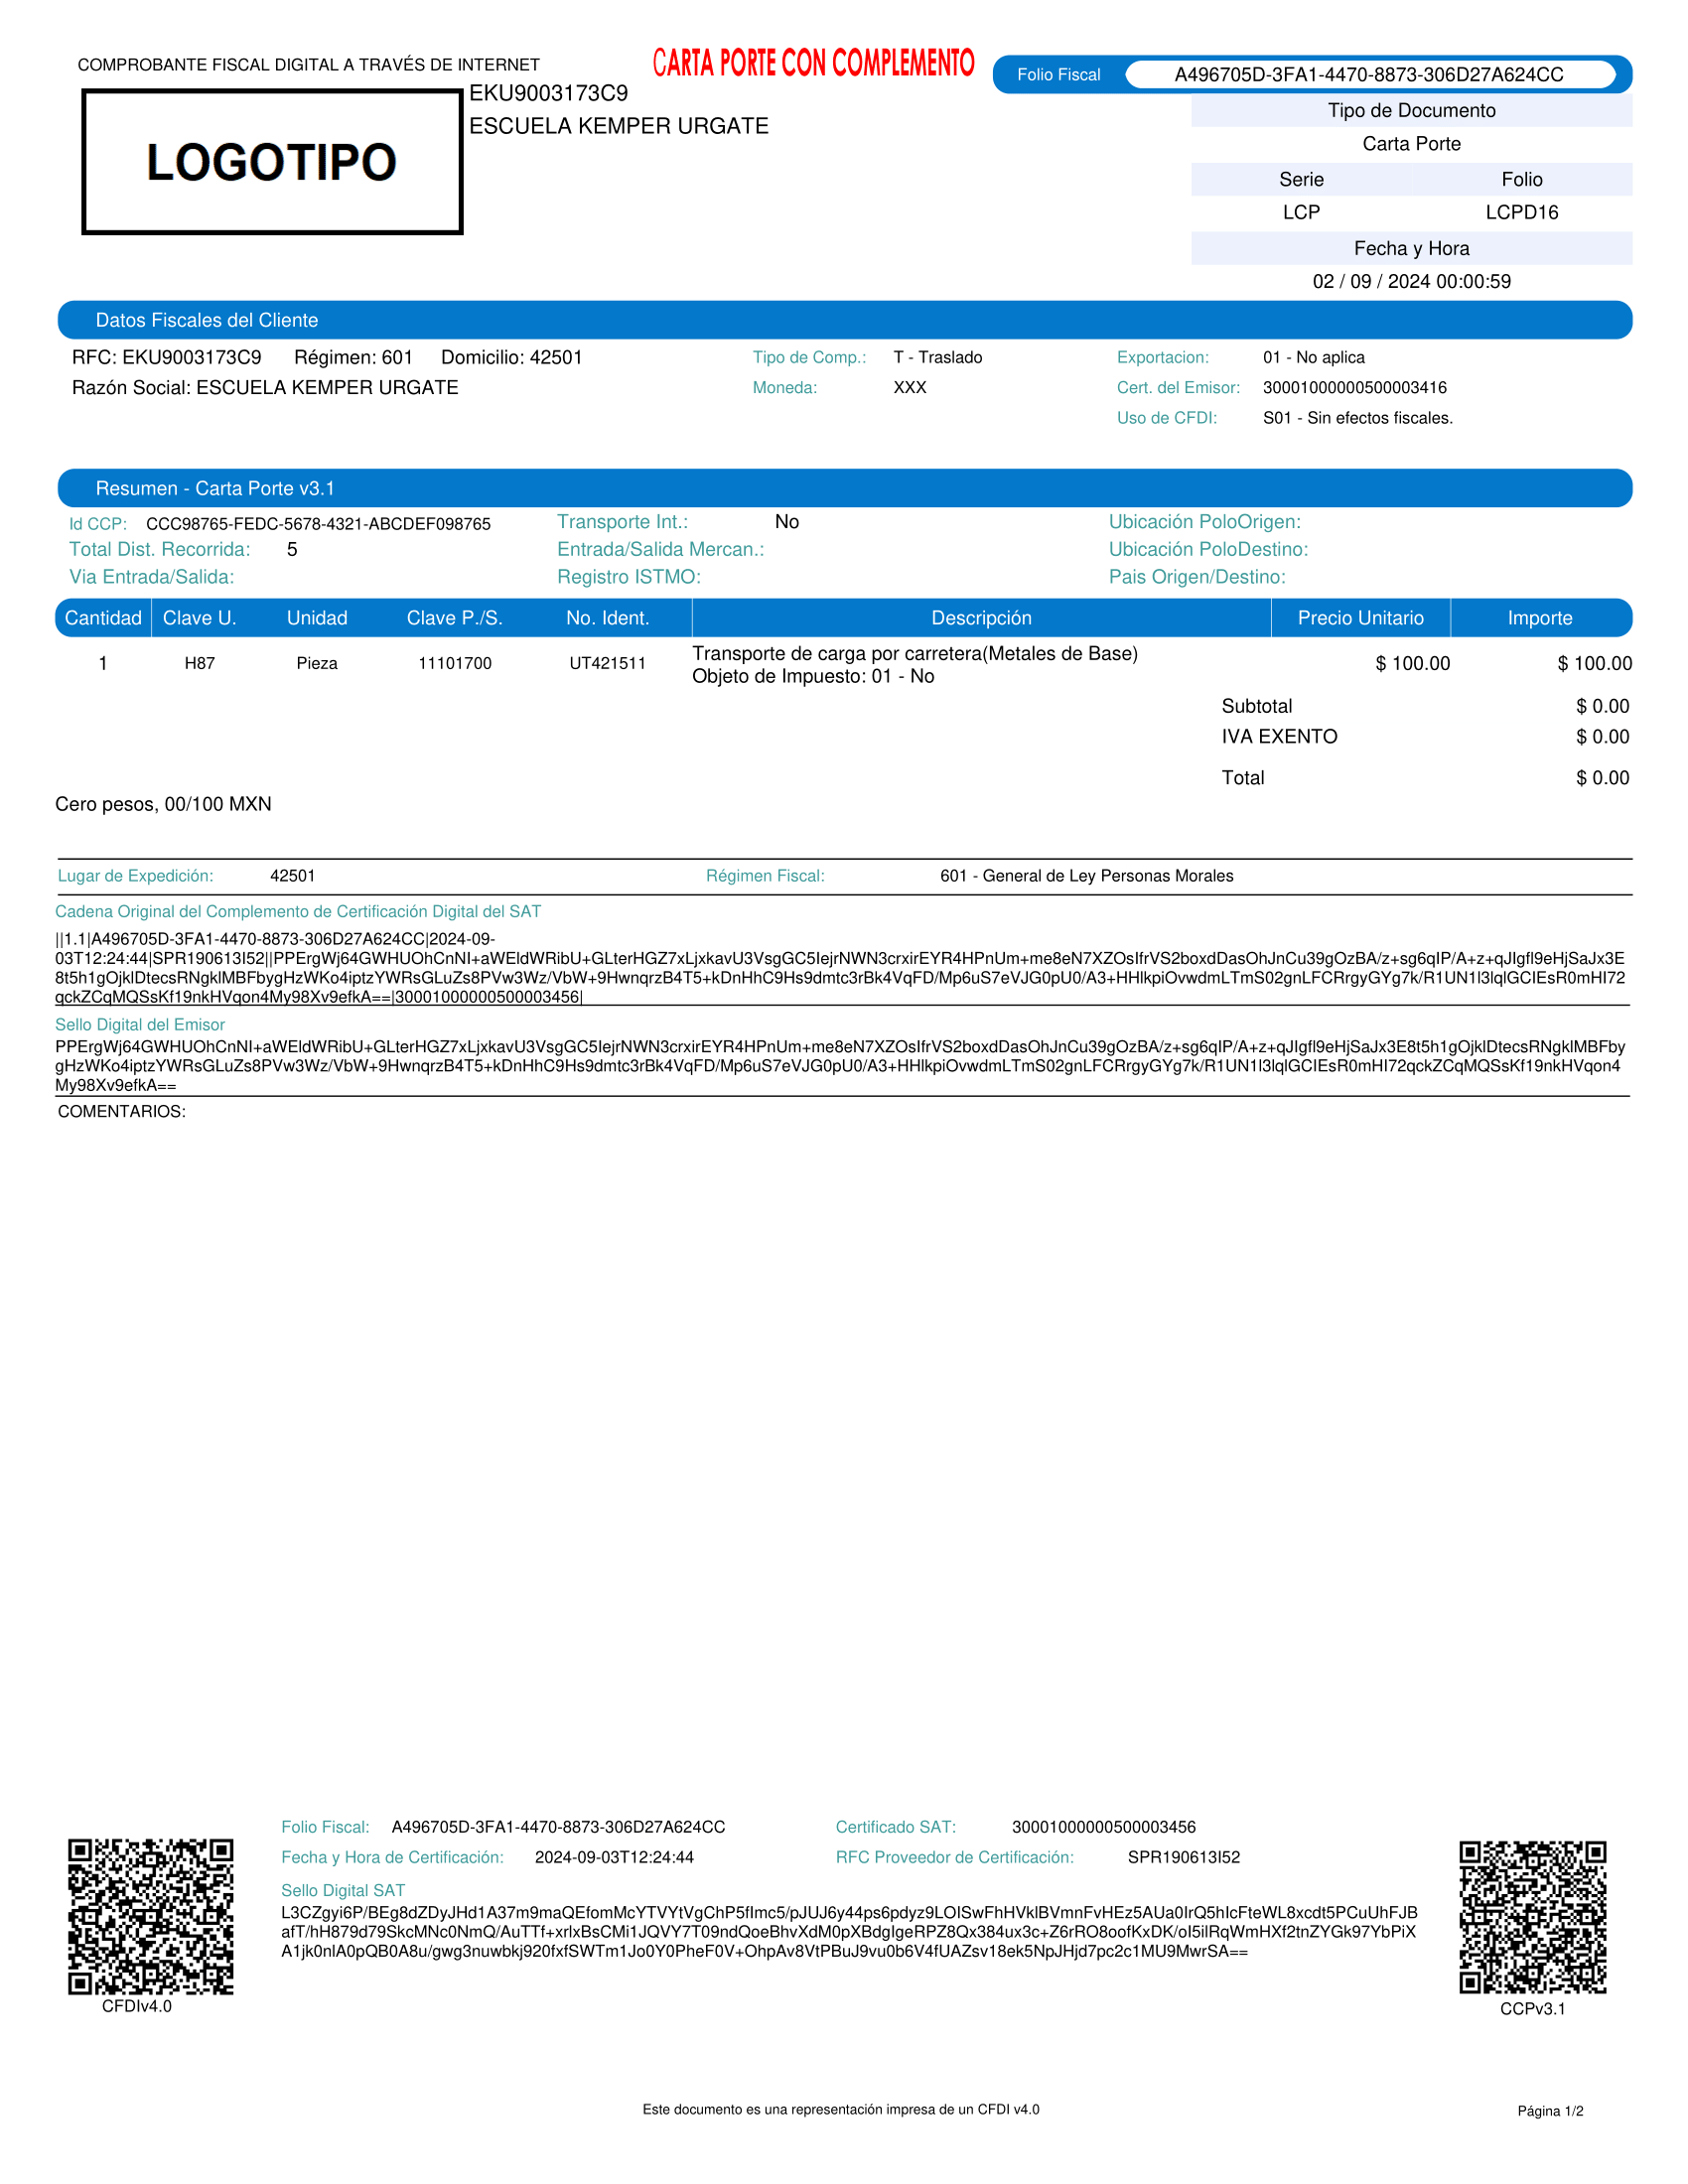 COMPROBANTE FISCAL DIGITAL A TRAVÉS DE INTERNET
CARTA PORTE CON COMPLEMENTO
Folio Fiscal A496705D-3FA1-4470-8873-306D27A624CC
LOGOTIPO
EKU9003173C9
ESCUELA KEMPER URGATE
Tipo de Documento
Carta Porte
Serie Folio
LCP LCPD16
Fecha y Hora
02 / 09 / 2024 00:00:59
Datos Fiscales del Cliente
RFC: EKU9003173C9 Régimen: 601 Domicilio: 42501 Tipo de Comp.: T - Traslado Exportacion: 01 - No aplica
Razón Social: ESCUELA KEMPER URGATE Moneda: XXX Cert. del Emisor: 30001000000500003416
Uso de CFDI: S01 - Sin efectos fiscales.
Resumen - Carta Porte v3.1
Id CCP: CCC98765-FEDC-5678-4321-ABCDEF098765 Transporte Int.: No Ubicación PoloOrigen:
Total Dist. Recorrida: 5 Entrada/Salida Mercan.: Ubicación PoloDestino:
Via Entrada/Salida: Registro ISTMO: Pais Origen/Destino:
Cantidad Clave U. Unidad Clave P./S. No. Ident. Descripción Precio Unitario Importe
1 H87 Pieza 11101700 UT421511 Transporte de carga por carretera(Metales de Base) $ 100.00 $ 100.00
Objeto de Impuesto: 01 - No
Subtotal $ 0.00
IVA EXENTO $ 0.00
Total $ 0.00
Cero pesos, 00/100 MXN
Lugar de Expedición: 42501 Régimen Fiscal: 601 - General de Ley Personas Morales
Cadena Original del Complemento de Certificación Digital del SAT
||1.1|A496705D-3FA1-4470-8873-306D27A624CC|2024-09-
03T12:24:44|SPR190613I52||PPErgWj64GWHUOhCnNI+aWEldWRibU+GLterHGZ7xLjxkavU3VsgGC5IejrNWN3crxirEYR4HPnUm+me8eN7XZOsIfrVS2boxdDasOhJnCu39gOzBA/z+sg6qIP/A+z+qJIgfl9eHjSaJx3E
8t5h1gOjklDtecsRNgklMBFbygHzWKo4iptzYWRsGLuZs8PVw3Wz/VbW+9HwnqrzB4T5+kDnHhC9Hs9dmtc3rBk4VqFD/Mp6uS7eVJG0pU0/A3+HHlkpiOvwdmLTmS02gnLFCRrgyGYg7k/R1UN1l3lqlGCIEsR0mHI72
qckZCqMQSsKf19nkHVqon4My98Xv9efkA==|30001000000500003456|
Sello Digital del Emisor
PPErgWj64GWHUOhCnNI+aWEldWRibU+GLterHGZ7xLjxkavU3VsgGC5IejrNWN3crxirEYR4HPnUm+me8eN7XZOsIfrVS2boxdDasOhJnCu39gOzBA/z+sg6qIP/A+z+qJIgfl9eHjSaJx3E8t5h1gOjklDtecsRNgklMBFby
gHzWKo4iptzYWRsGLuZs8PVw3Wz/VbW+9HwnqrzB4T5+kDnHhC9Hs9dmtc3rBk4VqFD/Mp6uS7eVJG0pU0/A3+HHlkpiOvwdmLTmS02gnLFCRrgyGYg7k/R1UN1l3lqlGCIEsR0mHI72qckZCqMQSsKf19nkHVqon4
My98Xv9efkA==
COMENTARIOS:
Folio Fiscal: A496705D-3FA1-4470-8873-306D27A624CC Certificado SAT: 30001000000500003456
Fecha y Hora de Certificación: 2024-09-03T12:24:44 RFC Proveedor de Certificación: SPR190613I52
Sello Digital SAT
L3CZgyi6P/BEg8dZDyJHd1A37m9maQEfomMcYTVYtVgChP5fImc5/pJUJ6y44ps6pdyz9LOISwFhHVklBVmnFvHEz5AUa0IrQ5hIcFteWL8xcdt5PCuUhFJB
afT/hH879d79SkcMNc0NmQ/AuTTf+xrlxBsCMi1JQVY7T09ndQoeBhvXdM0pXBdgIgeRPZ8Qx384ux3c+Z6rRO8oofKxDK/oI5ilRqWmHXf2tnZYGk97YbPiX
A1jk0nlA0pQB0A8u/gwg3nuwbkj920fxfSWTm1Jo0Y0PheF0V+OhpAv8VtPBuJ9vu0b6V4fUAZsv18ek5NpJHjd7pc2c1MU9MwrSA==
CFDIv4.0
CCPv3.1
Este documento es una representación impresa de un CFDI v4.0
Página 1/2